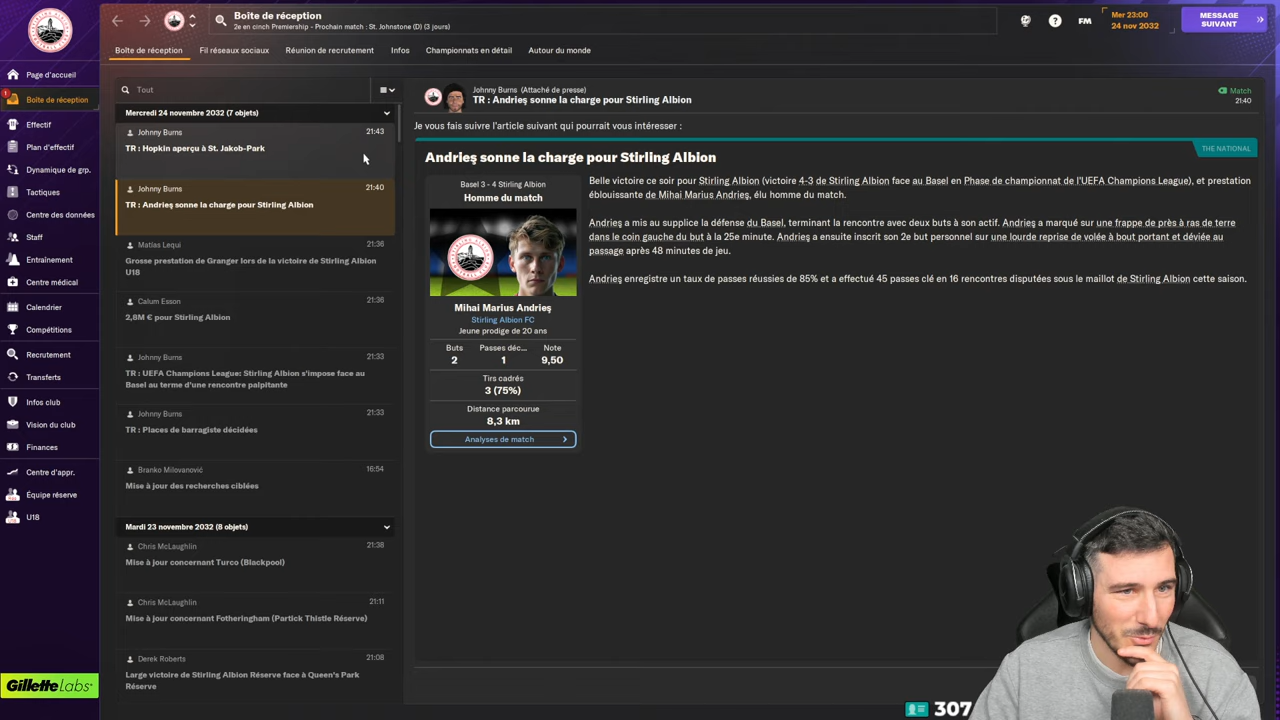 Boîte de réception
2e en cinch Premiership - Prochain match : St. Johnstone (D) (3 jours)
FM
Mer 23:00
24 nov 2032
MESSAGE
SUIVANT
Boîte de réception
Fil réseaux sociaux
Réunion de recrutement
Infos
Championnats en détail
Autour du monde
Page d'accueil
1
Boîte de réception
Effectif
Plan d'effectif
Dynamique de grp.
Tactiques
Centre des données
Staff
Entraînement
Centre médical
Calendrier
Compétitions
Recrutement
Transferts
Infos club
Vision du club
Finances
Centre d'appr.
Équipe réserve
U18
Gillette Labs
Tout
Mercredi 24 novembre 2032 (7 objets)
Johnny Burns 21:43
TR : Hopkin aperçu à St. Jakob-Park
Johnny Burns 21:40
TR : Andrieş sonne la charge pour Stirling Albion
Matías Lequi 21:36
Grosse prestation de Granger lors de la victoire de Stirling Albion
U18
Calum Esson 21:36
2,8M € pour Stirling Albion
Johnny Burns 21:33
TR : UEFA Champions League: Stirling Albion s'impose face au
Basel au terme d'une rencontre palpitante
Johnny Burns 21:33
TR : Places de barragiste décidées
Branko Milovanović 16:54
Mise à jour des recherches ciblées
Mardi 23 novembre 2032 (8 objets)
Chris McLaughlin 21:38
Mise à jour concernant Turco (Blackpool)
Chris McLaughlin 21:11
Mise à jour concernant Fotheringham (Partick Thistle Réserve)
Derek Roberts 21:08
Large victoire de Stirling Albion Réserve face à Queen's Park
Réserve
Johnny Burns (Attaché de presse)
TR : Andrieş sonne la charge pour Stirling Albion
Match
21:40
Je vous fais suivre l'article suivant qui pourrait vous intéresser :
Andrieş sonne la charge pour Stirling Albion
THE NATIONAL
Basel 3 - 4 Stirling Albion
Homme du match
Mihai Marius Andrieş
Stirling Albion FC
Jeune prodige de 20 ans
Buts Passes déc... Note
2 1 9,50
Tirs cadrés
3 (75%)
Distance parcourue
8,3 km
Analyses de match
Belle victoire ce soir pour Stirling Albion (victoire 4-3 de Stirling Albion face au Basel en Phase de championnat de l'UEFA Champions League), et prestation
éblouissante de Mihai Marius Andrieş, élu homme du match.
Andrieş a mis au supplice la défense du Basel, terminant la rencontre avec deux buts à son actif. Andrieş a marqué sur une frappe de près à ras de terre
dans le coin gauche du but à la 25e minute. Andrieş a ensuite inscrit son 2e but personnel sur une lourde reprise de volée à bout portant et déviée au
passage après 48 minutes de jeu.
Andrieş enregistre un taux de passes réussies de 85% et a effectué 45 passes clé en 16 rencontres disputées sous le maillot de Stirling Albion cette saison.
307